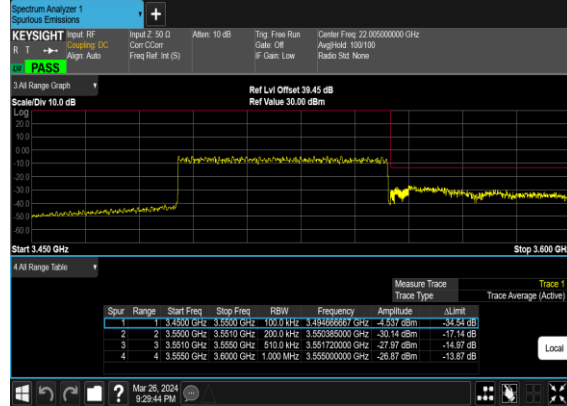 Spectrum Analyzer 1
Spurious Emissions
+
KEYSIGHT Input: RF Input Z: 50 Ω Atten: 10 dB Trig: Free Run Center Freq: 22.005000000 GHz
R T Coupling: DC Corr CCorr Gate: Off Avg|Hold: 100/100
Align: Auto Freq Ref: Int (S) IF Gain: Low Radio Std: None
LW PASS
3 All Range Graph
Ref Lvl Offset 39.45 dB
Scale/Div 10.0 dB Ref Value 30.00 dBm
Log
20.0
10.0
0.00
-10.0
-20.0
-30.0
-40.0
-50.0
-60.0
Start 3.450 GHz Stop 3.600 GHz
4 All Range Table
Measure Trace Trace 1
Trace Type Trace Average (Active)
Spur Range Start Freq Stop Freq RBW Frequency Amplitude ΔLimit
1 1 3.4500 GHz 3.5500 GHz 100.0 kHz 3.494666667 GHz -4.537 dBm -34.54 dB
2 2 3.5500 GHz 3.5510 GHz 200.0 kHz 3.550385000 GHz -30.14 dBm -17.14 dB
3 3 3.5510 GHz 3.5550 GHz 510.0 kHz 3.551720000 GHz -27.97 dBm -14.97 dB
4 4 3.5550 GHz 3.6000 GHz 1.000 MHz 3.555000000 GHz -26.87 dBm -13.87 dB
Local
? Mar 26, 2024
9:29:44 PM